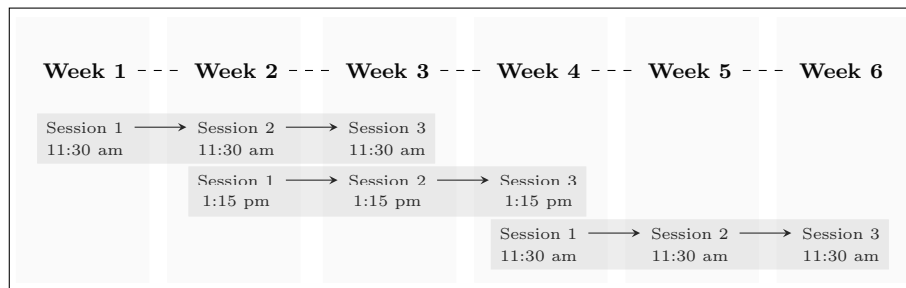 Week 1 Week 2 Week 3 Week 4 Week 5 Week 6
Session 1 Session 2 Session 3
11:30 am 11:30 am 11:30 am
Session 1 Session 2 Session 3
1:15 pm 1:15 pm 1:15 pm
Session 1 Session 2 Session 3
11:30 am 11:30 am 11:30 am